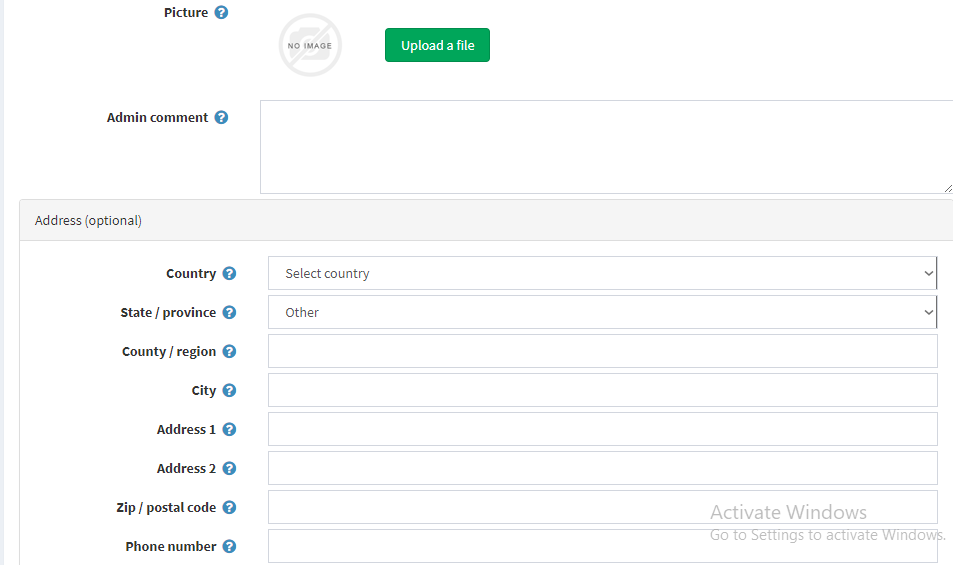 Picture ?
NO IMAGE
Upload a file
Admin comment ?
Address (optional)
Country ? Select country
State / province ? Other
County / region ?
City ?
Address 1 ?
Address 2 ?
Zip / postal code ?
Phone number ?
Activate Windows
Go to Settings to activate Windows.